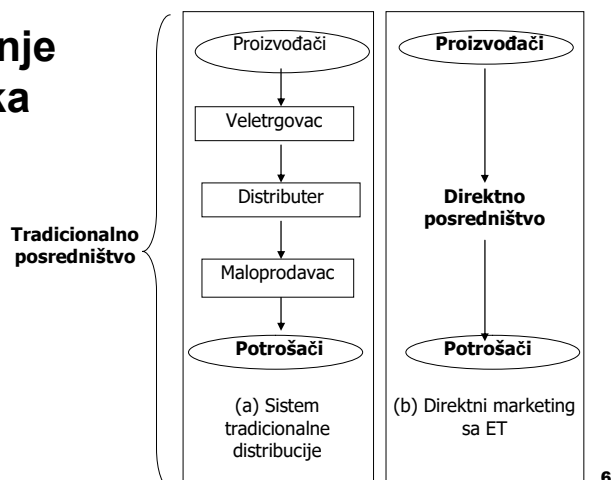 nje
ka
Tradicionalno
posredništvo
Proizvođači
Veletrgovac
Distributer
Maloprodavac
Potrošači
(a) Sistem
tradicionalne
distribucije
Proizvođači
Direktno
posredništvo
Potrošači
(b) Direktni marketing
sa ET
6